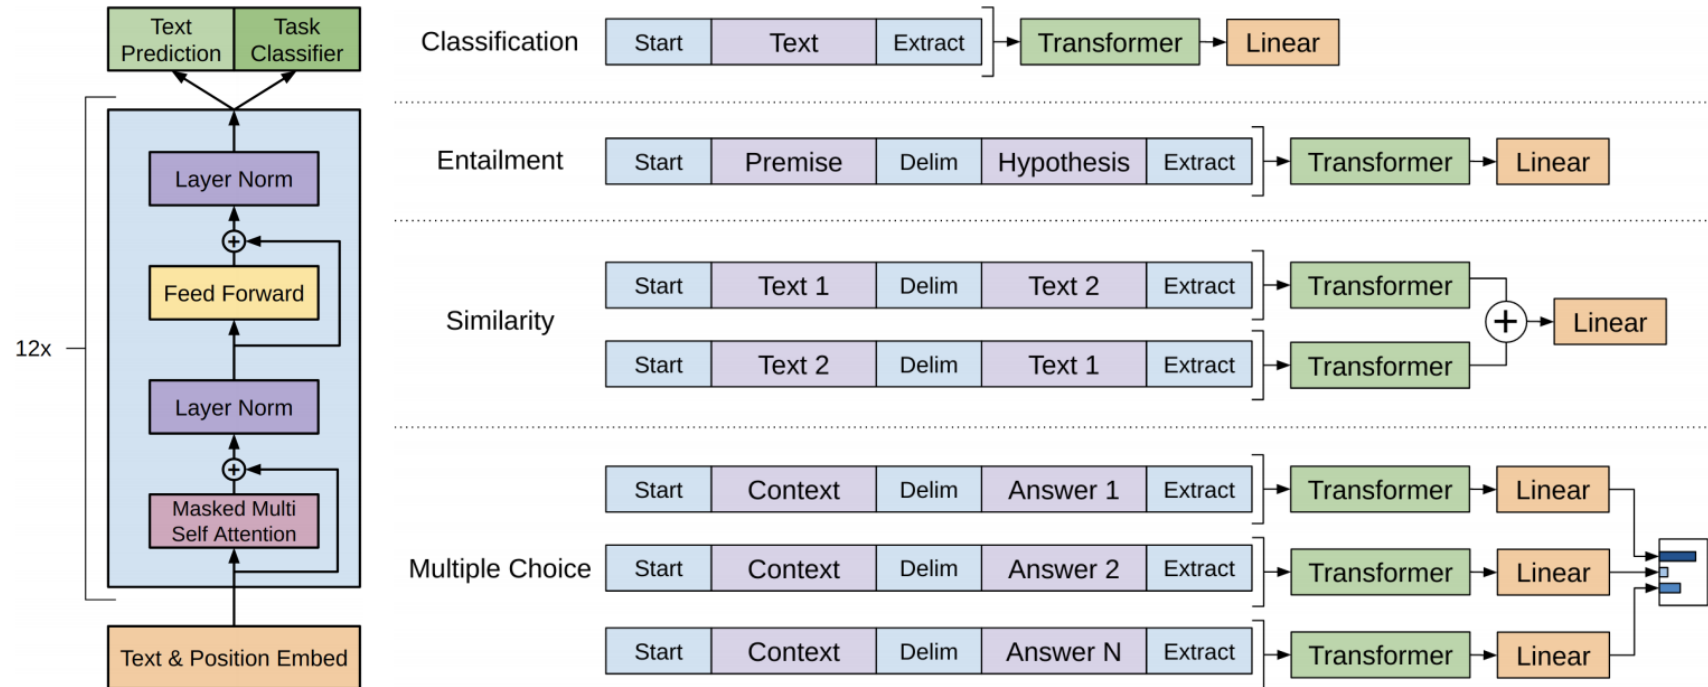 Text
Prediction
Task
Classifier
12x
Layer Norm
Feed Forward
Layer Norm
Masked Multi
Self Attention
Text & Position Embed
Classification Start Text Extract Transformer Linear
Entailment Start Premise Delim Hypothesis Extract Transformer Linear
Similarity
Start Text 1 Delim Text 2 Extract Transformer
Start Text 2 Delim Text 1 Extract Transformer
Linear
Multiple Choice
Start Context Delim Answer 1 Extract Transformer Linear
Start Context Delim Answer 2 Extract Transformer Linear
Start Context Delim Answer N Extract Transformer Linear